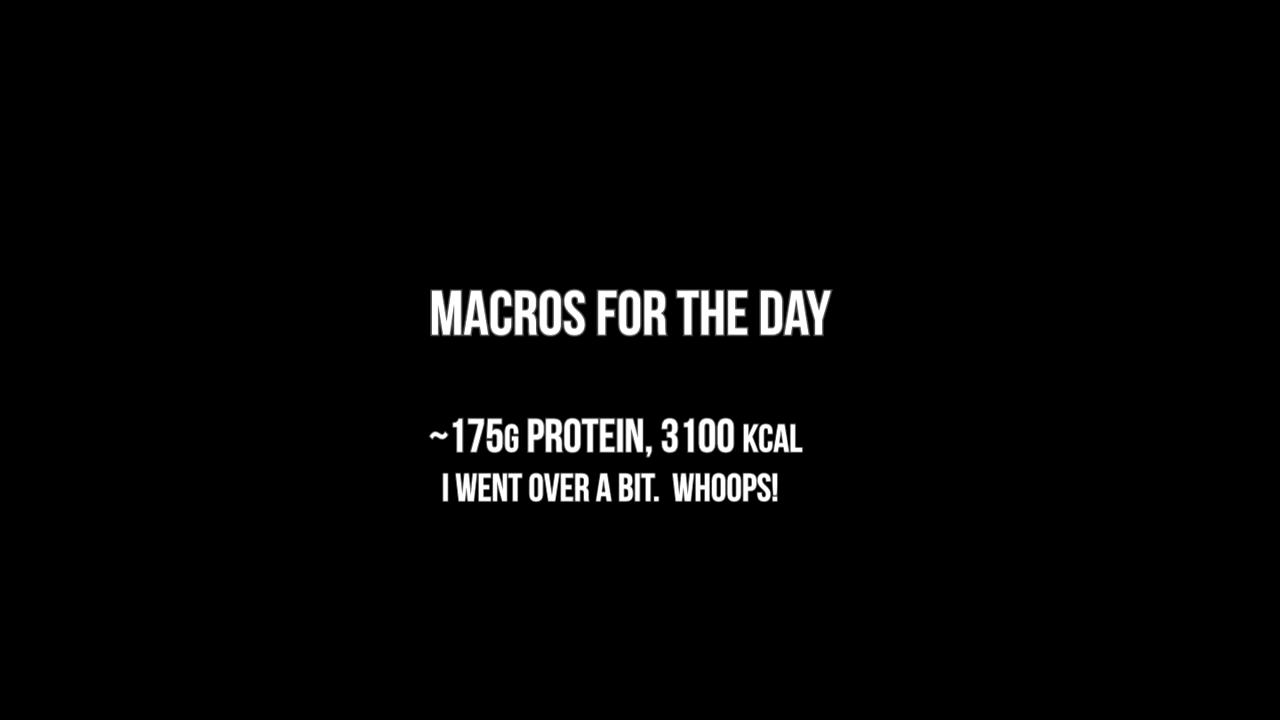 MACROS FOR THE DAY
~175G PROTEIN, 3100 KCAL
I WENT OVER A BIT. WHOOPS!